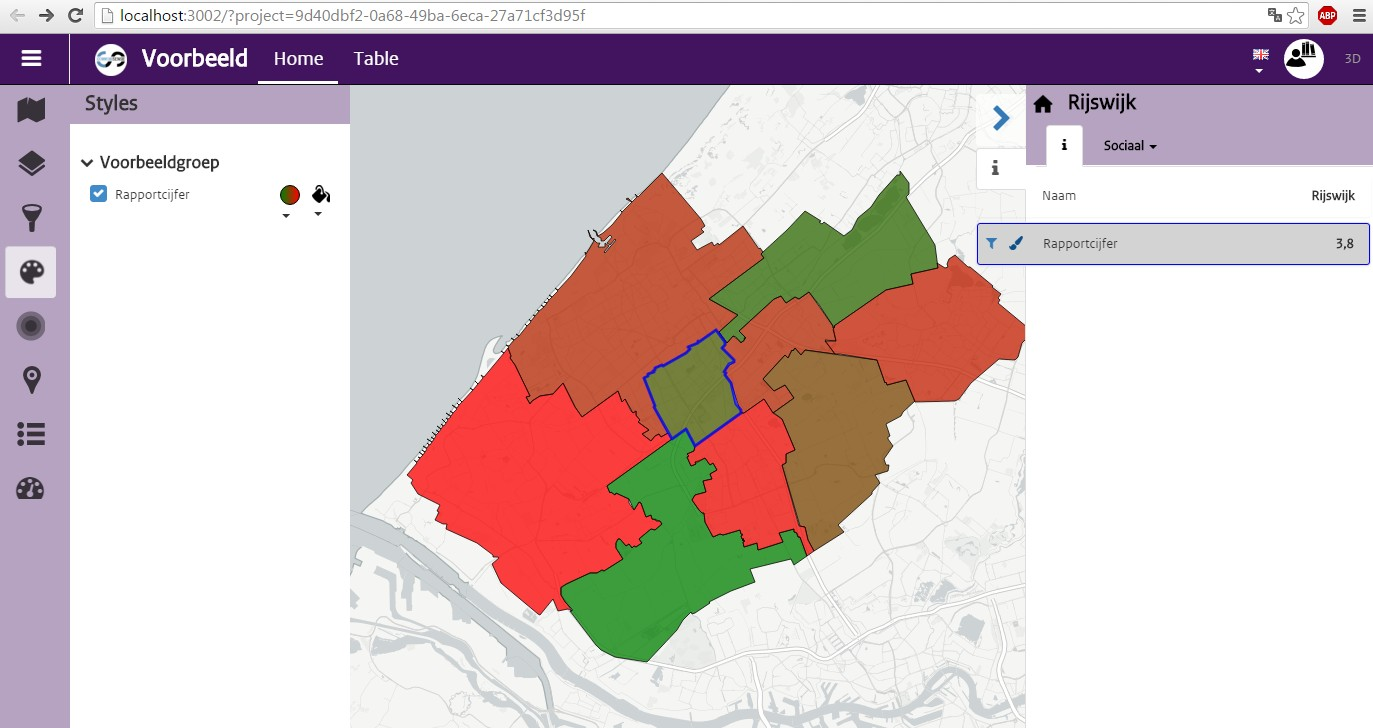 localhost:3002/?project=9d40dbf2-0a68-49ba-6eca-27a71cf3d95f
ABP
Voorbeeld Home Table 3D
Styles
Voorbeeldgroep
Rapportcijfer
Rijswijk
i Sociaal
i
Naam Rijswijk
Rapportcijfer 3,8